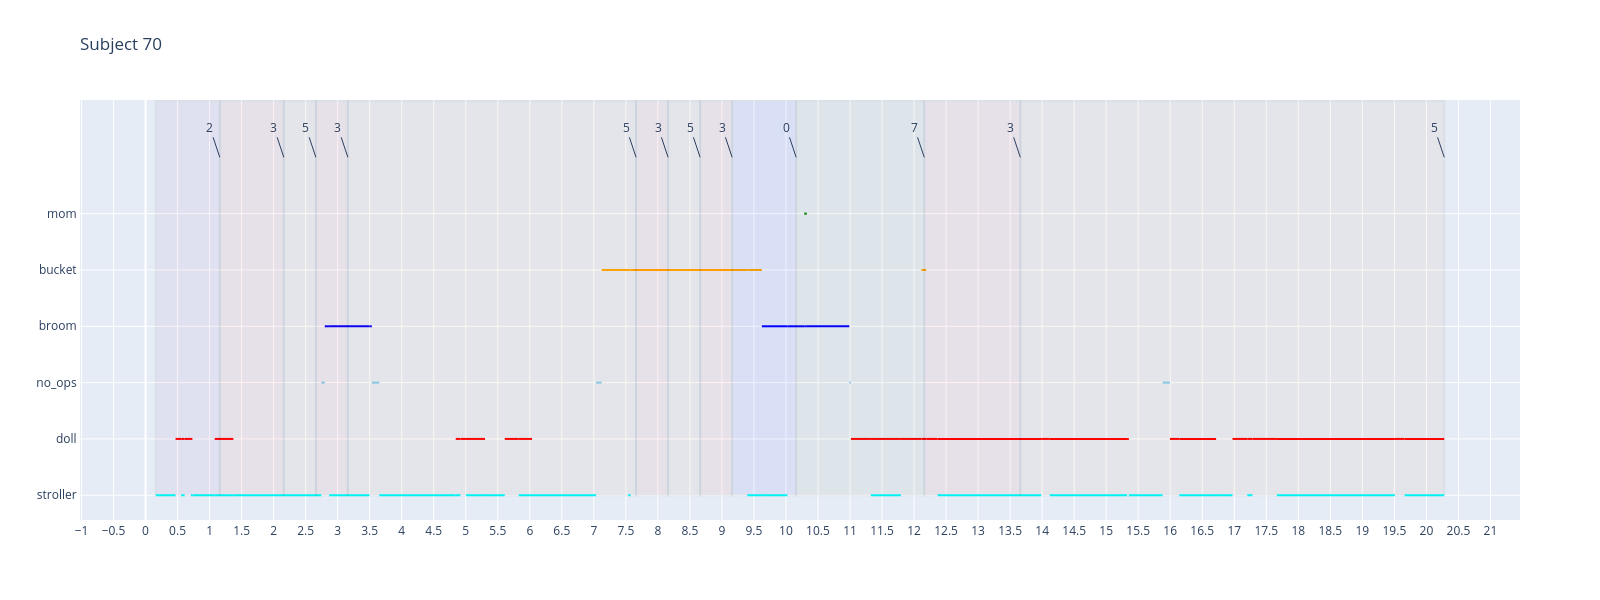 Subject 70
2 3 5 3 5 3 5 3 0 7 3 5
mom
bucket
broom
no_ops
doll
stroller
−1 −0.5 0 0.5 1 1.5 2 2.5 3 3.5 4 4.5 5 5.5 6 6.5 7 7.5 8 8.5 9 9.5 10 10.5 11 11.5 12 12.5 13 13.5 14 14.5 15 15.5 16 16.5 17 17.5 18 18.5 19 19.5 20 20.5 21